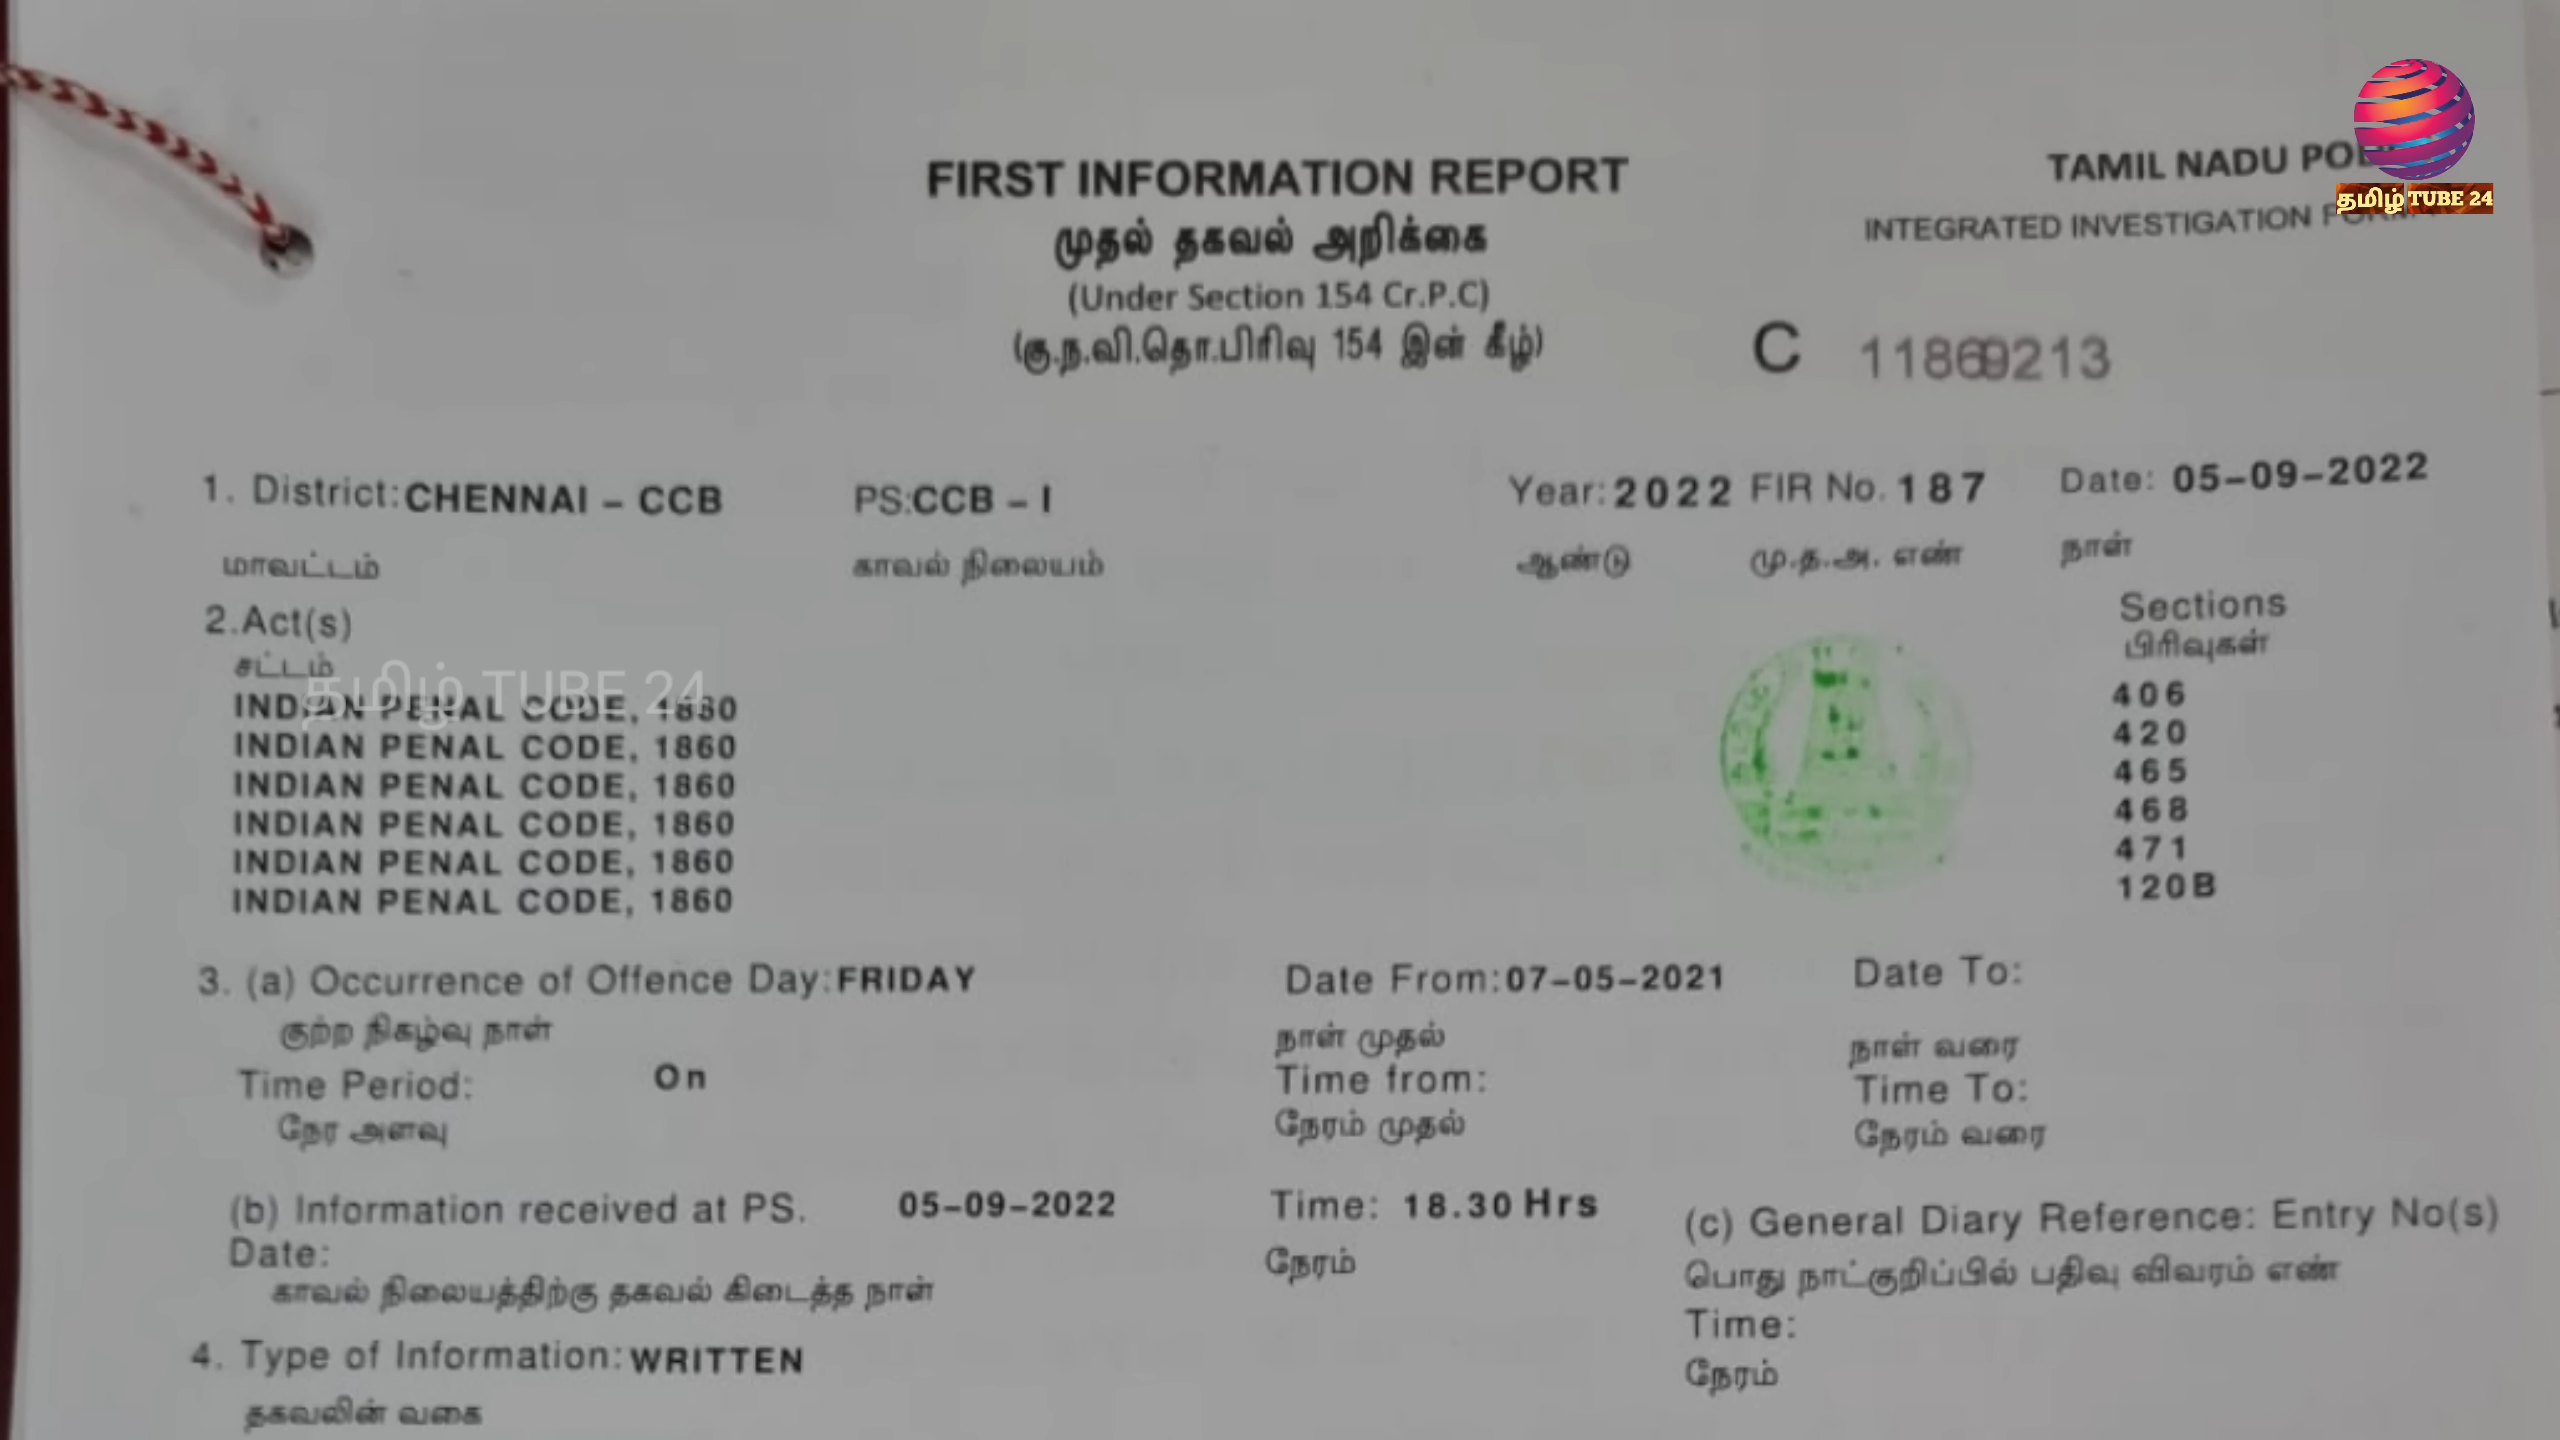 FIRST INFORMATION REPORT
முதல் தகவல் அறிக்கை
(Under Section 154 Cr.P.C)
(கு.ந.வி.தொ.பிரிவு 154 இன் கீழ்)
TAMIL NADU
INTEGRATED INVESTIGATION
தமிழ் TUBE 24
C 11869213
1. District: CHENNAI – CCB PS: CCB – I Year: 2022 FIR No. 187 Date: 05-09-2022
மாவட்டம் காவல் நிலையம் ஆண்டு மு.த.அ. எண் நாள்
2.Act(s) Sections
சட்டம் பிரிவுகள்
தமிழ் TUBE 24
INDIAN PENAL CODE, 1860 406
INDIAN PENAL CODE, 1860 420
INDIAN PENAL CODE, 1860 465
INDIAN PENAL CODE, 1860 468
INDIAN PENAL CODE, 1860 471
INDIAN PENAL CODE, 1860 120B
3. (a) Occurrence of Offence Day: FRIDAY Date From: 07-05-2021 Date To:
குற்ற நிகழ்வு நாள் நாள் முதல் நாள் வரை
Time Period: On Time from: Time To:
நேர அளவு நேரம் முதல் நேரம் வரை
(b) Information received at PS. 05-09-2022 Time: 18.30 Hrs (c) General Diary Reference: Entry No(s)
Date: நேரம் பொது நாட்குறிப்பில் பதிவு விவரம் எண்
காவல் நிலையத்திற்கு தகவல் கிடைத்த நாள் Time:
4. Type of Information: WRITTEN நேரம்
தகவலின் வகை